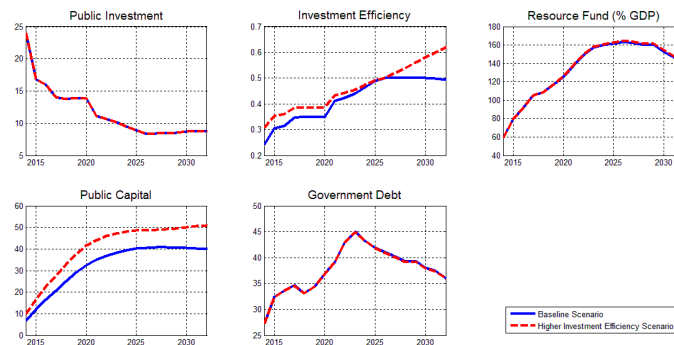 Public Investment
25
20
15
10
5
2015 2020 2025 2030
Investment Efficiency
0.7
0.6
0.5
0.4
0.3
0.2
2015 2020 2025 2030
Resource Fund (% GDP)
180
160
140
120
100
80
60
40
2015 2020 2025 2030
Public Capital
60
50
40
30
20
10
0
2015 2020 2025 2030
Government Debt
50
45
40
35
30
25
2015 2020 2025 2030
Baseline Scenario
Higher Investment Efficiency Scenario